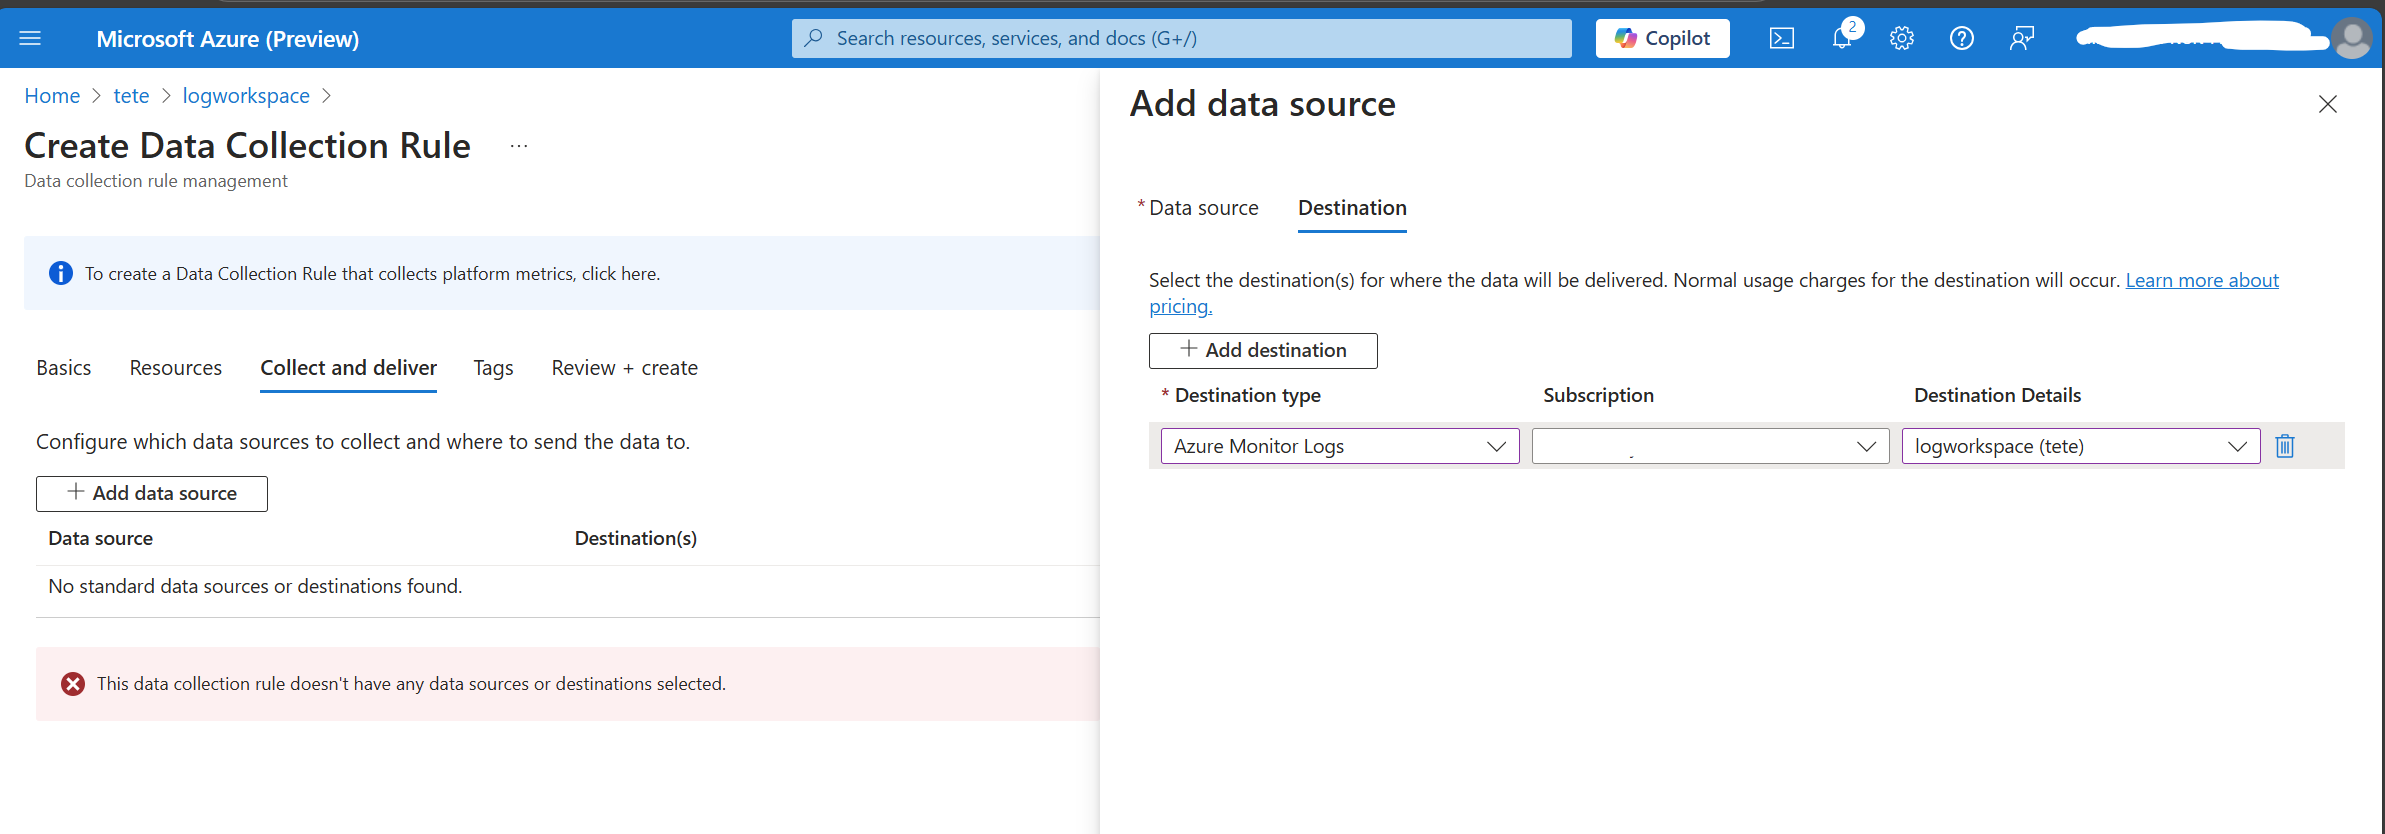 Microsoft Azure (Preview)
Search resources, services, and docs (G+/)
Copilot
2
Home > tete > logworkspace >
Create Data Collection Rule ...
Data collection rule management
To create a Data Collection Rule that collects platform metrics, click here.
Basics Resources Collect and deliver Tags Review + create
Configure which data sources to collect and where to send the data to.
+ Add data source
Data source Destination(s)
No standard data sources or destinations found.
This data collection rule doesn't have any data sources or destinations selected.
Add data source
* Data source Destination
Select the destination(s) for where the data will be delivered. Normal usage charges for the destination will occur. Learn more about
pricing.
+ Add destination
* Destination type Subscription Destination Details
Azure Monitor Logs logworkspace (tete)